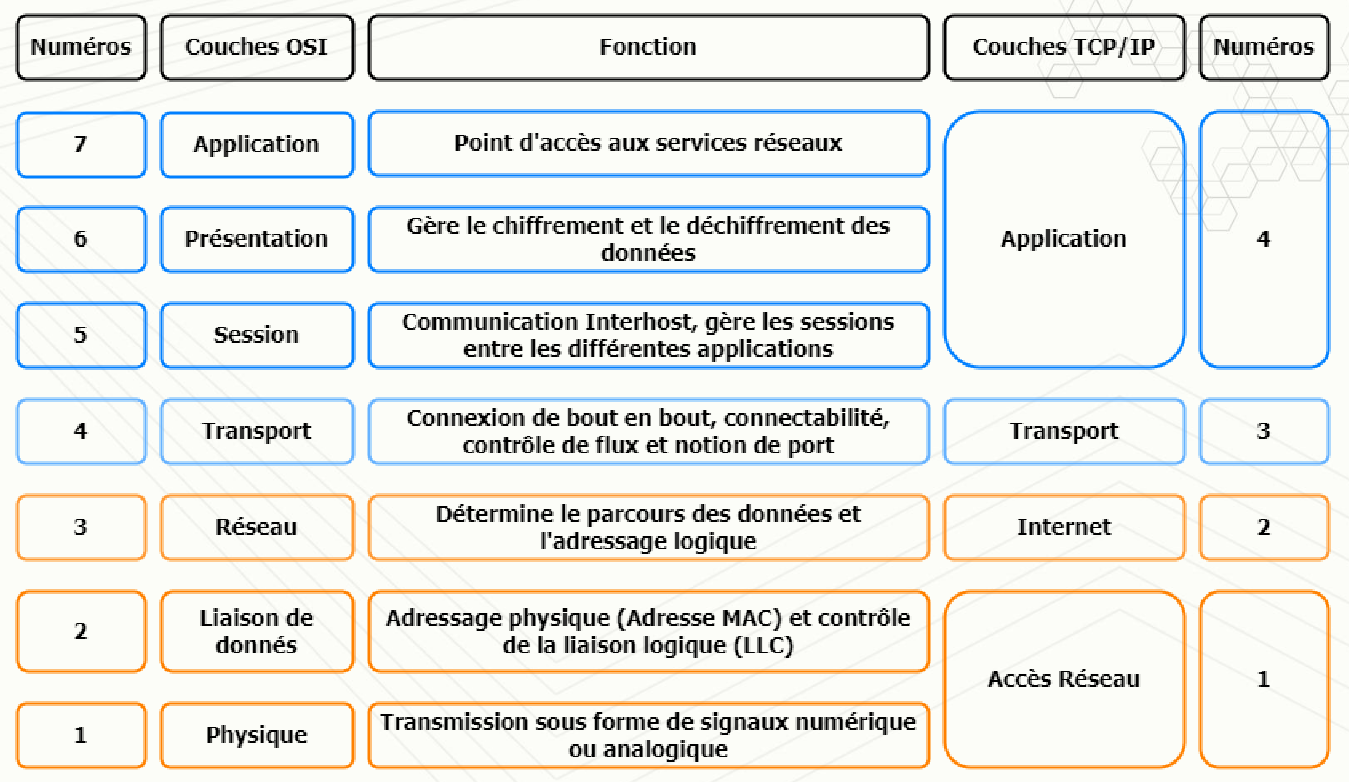 Numéros
Couches OSI
Fonction
Couches TCP/IP
Numéros
7
Application
Point d'accès aux services réseaux
Application
4
6
Présentation
Gère le chiffrement et le déchiffrement des
données
5
Session
Communication Interhost, gère les sessions
entre les différentes applications
4
Transport
Connexion de bout en bout, connectabilité,
contrôle de flux et notion de port
Transport
3
3
Réseau
Détermine le parcours des données et
l'adressage logique
Internet
2
2
Liaison de
donnés
Adressage physique (Adresse MAC) et contrôle
de la liaison logique (LLC)
Accès Réseau
1
1
Physique
Transmission sous forme de signaux numérique
ou analogique